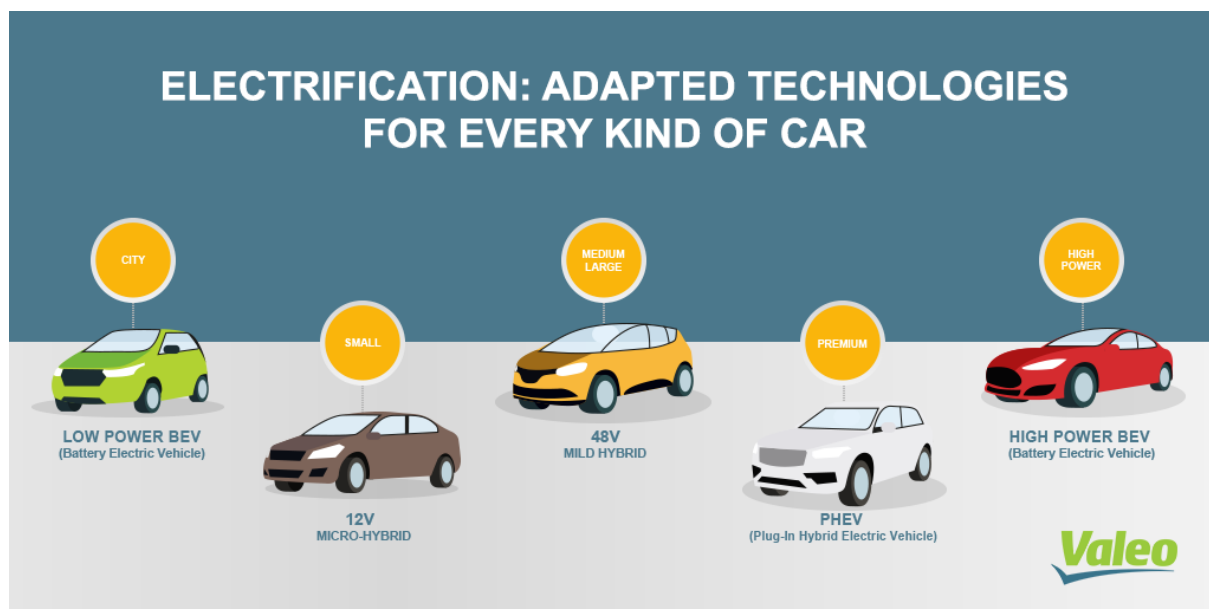 ELECTRIFICATION: ADAPTED TECHNOLOGIES
FOR EVERY KIND OF CAR
CITY
LOW POWER BEV
(Battery Electric Vehicle)
SMALL
12V
MICRO-HYBRID
MEDIUM
LARGE
48V
MILD HYBRID
PREMIUM
PHEV
(Plug-In Hybrid Electric Vehicle)
HIGH
POWER
HIGH POWER BEV
(Battery Electric Vehicle)
Valeo